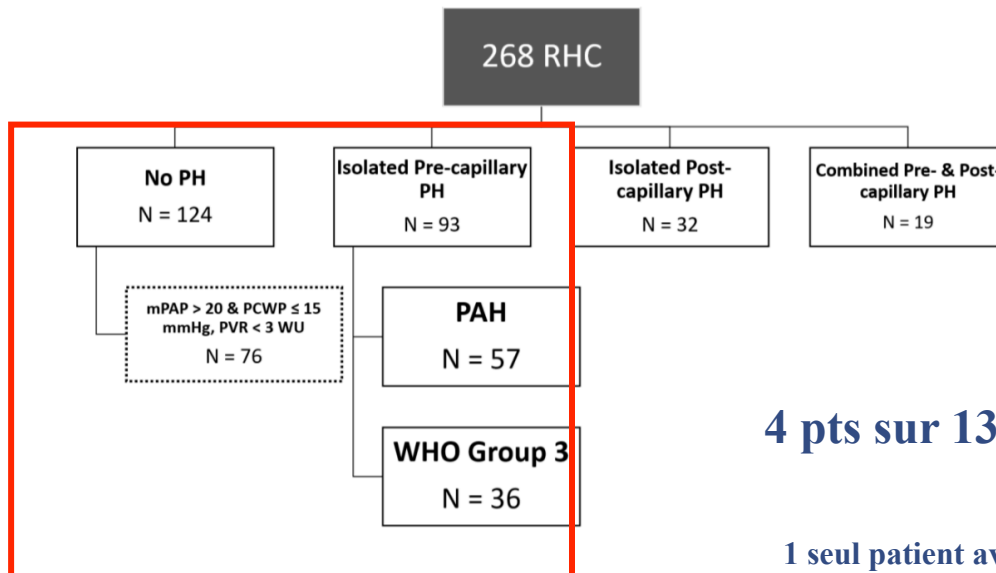 268 RHC
No PH
N = 124
Isolated Pre-capillary
PH
N = 93
Isolated Post-
capillary PH
N = 32
Combined Pre- & Post-
capillary PH
N = 19
mPAP > 20 & PCWP ≤ 15
mmHg, PVR < 3 WU
N = 76
PAH
N = 57
WHO Group 3
N = 36
4 pts sur 13
1 seul patient